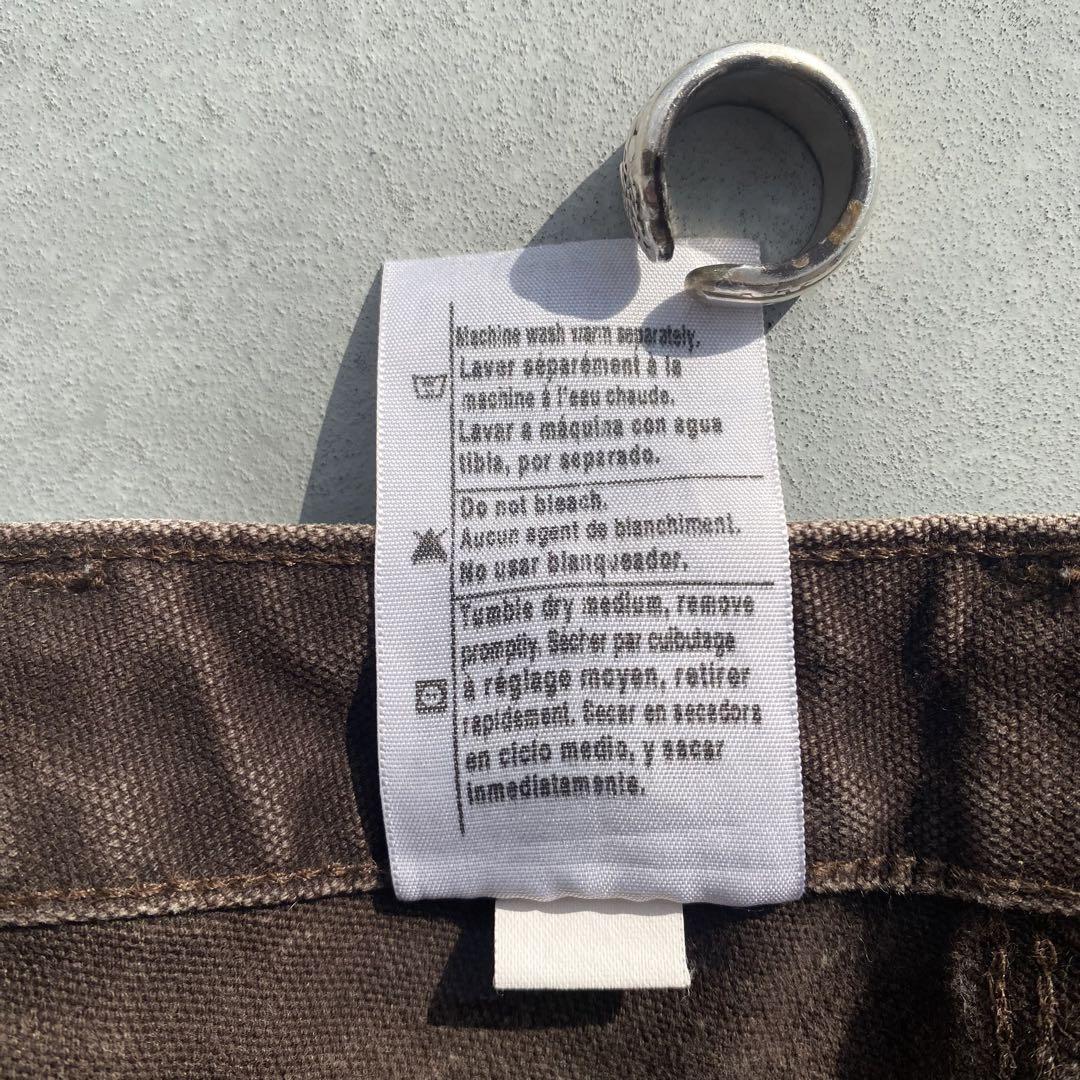 Machine wash warm separately.
Laver séparément à la
machine à l'eau chaude.
Lavar a máquina con agua
tibia, por separado.
Do not bleach.
Aucun agent de blanchiment.
No usar blanqueador.
Tumble dry medium, remove
promptly. Sécher par culbutage
à réglage moyen, retirer
rapidement. Secar en secadora
en ciclo medio, y sacar
inmediatamente.